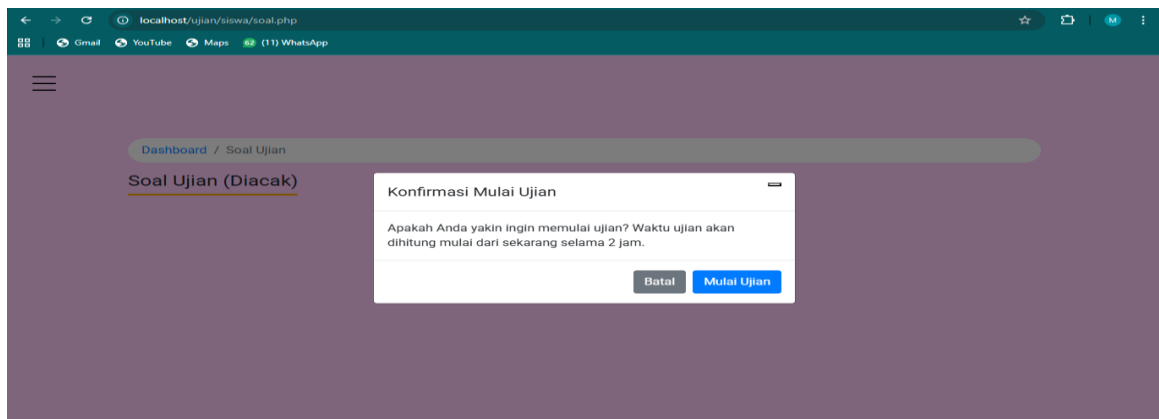 localhost/ujian/siswa/soal.php
M
Gmail YouTube Maps 62 (11) WhatsApp
Dashboard / Soal Ujian
Soal Ujian (Diacak)
Konfirmasi Mulai Ujian
Apakah Anda yakin ingin memulai ujian? Waktu ujian akan
dihitung mulai dari sekarang selama 2 jam.
Batal Mulai Ujian